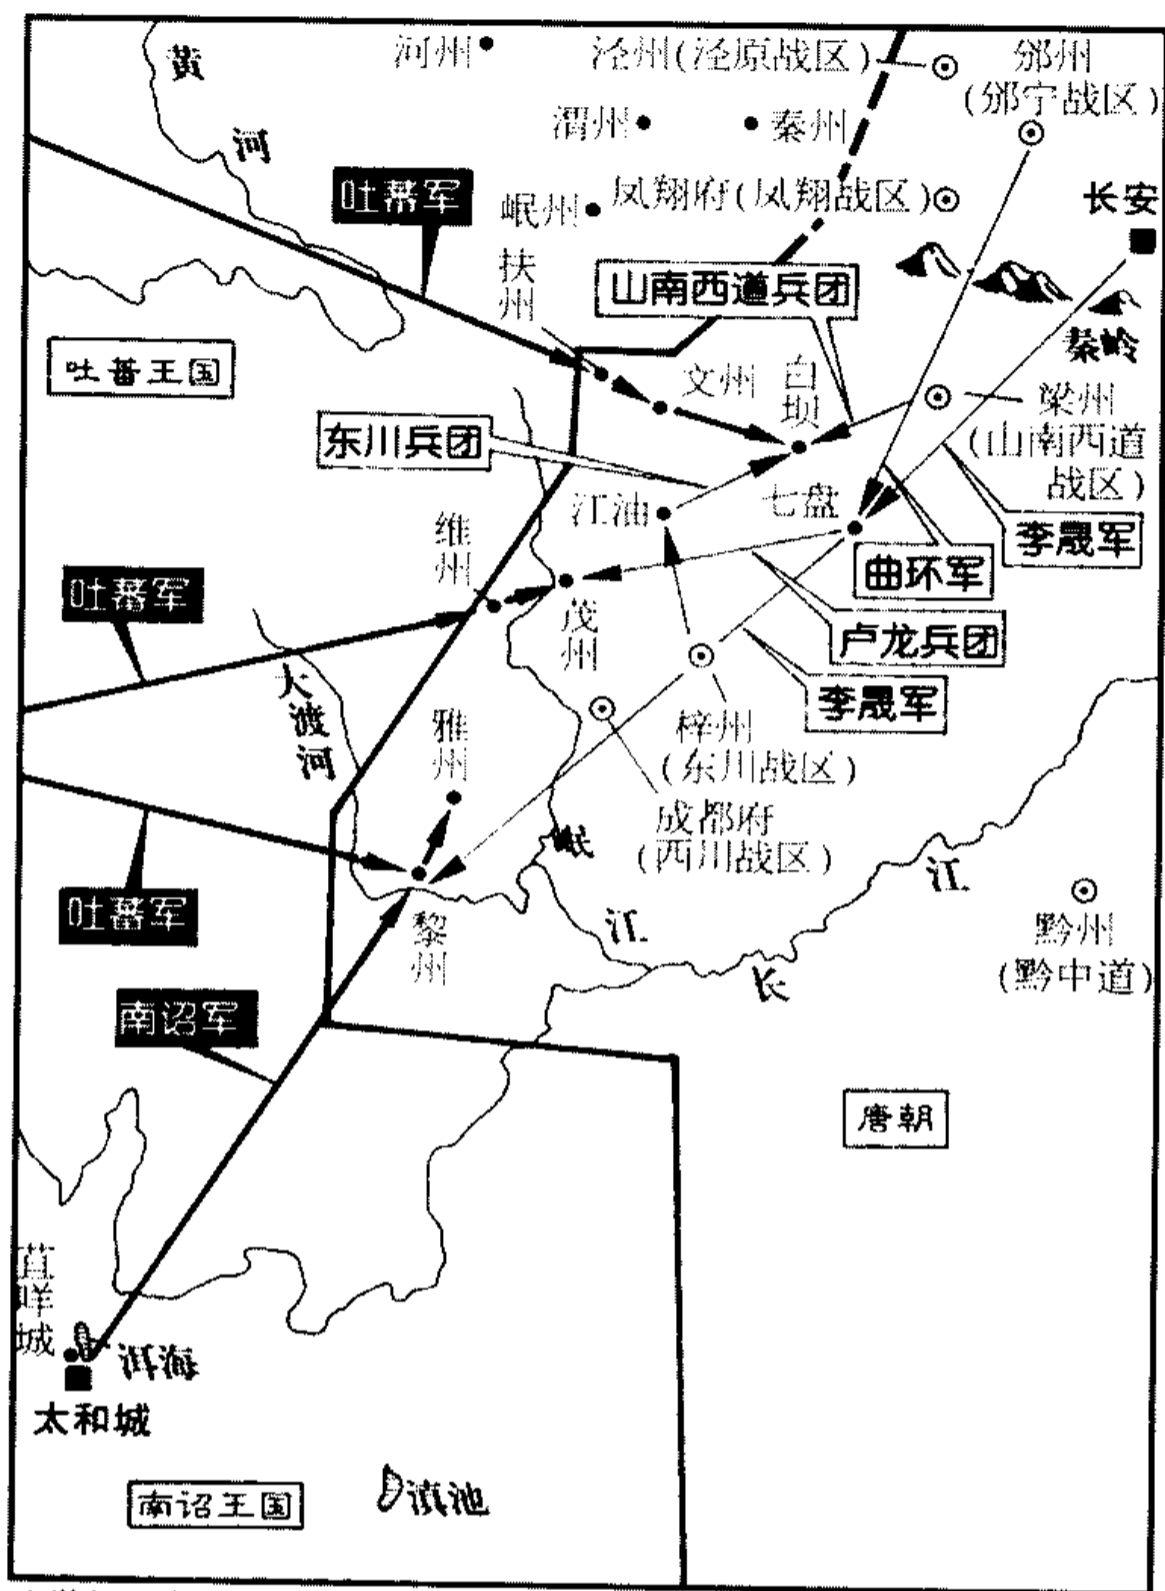 黄河
河州
泾州(泾原战区)
邠州
(邠宁战区)
渭州
秦州
吐蕃军
岷州
凤翔府(凤翔战区)
长安
扶州
山南西道兵团
秦岭
吐蕃王国
文州
白坝
梁州
(山南西道
战区)
东川兵团
江油
七盘
李晟军
维州
曲环军
吐蕃军
茂州
卢龙兵团
大渡河
李晟军
雅州
梓州
(东川战区)
成都府
(西川战区)
岷江
长江
吐蕃军
黎州
黔州
(黔中道)
南诏军
唐朝
苴咩城
洱海
太和城
南诏王国
滇池